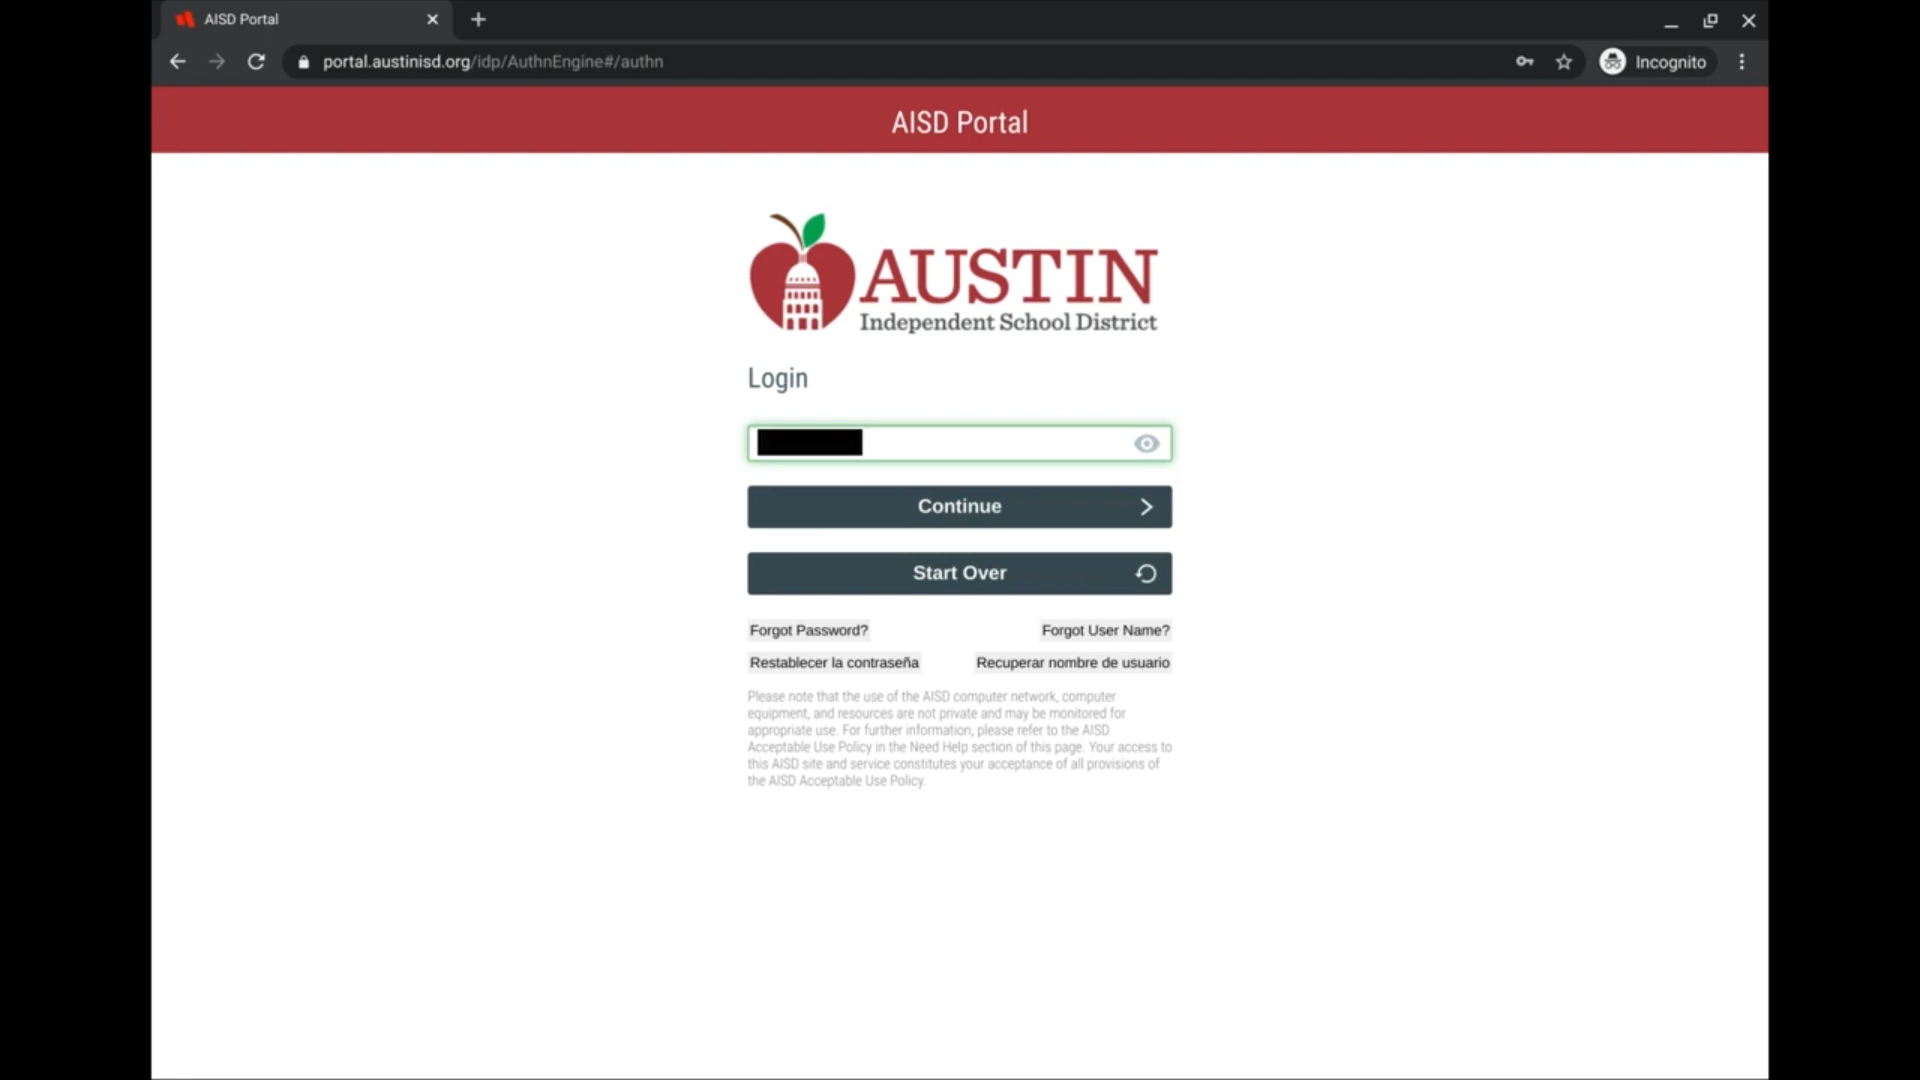 AISD Portal
portal.austinisd.org/idp/AuthnEngine#/authn
Incognito
AISD Portal
AUSTIN
Independent School District
Login
Continue
Start Over
Forgot Password? Forgot User Name?
Restablecer la contraseña Recuperar nombre de usuario
Please note that the use of the AISD computer network, computer
equipment, and resources are not private and may be monitored for
appropriate use. For further information, please refer to the AISD
Acceptable Use Policy in the Need Help section of this page. Your access to
this AISD site and service constitutes your acceptance of all provisions of
the AISD Acceptable Use Policy.